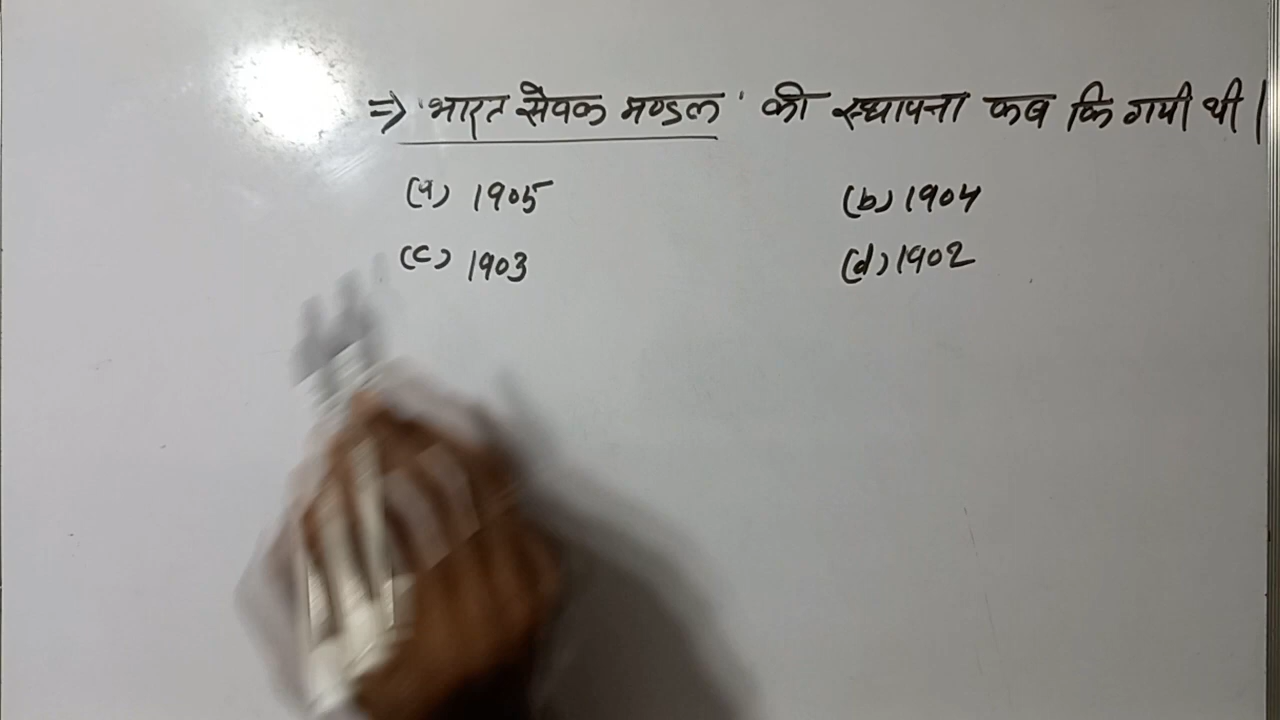 ⇒ 'भारत सेवक मण्डल' की स्थापना कब कि गयी थी।
(a) 1905 (b) 1904
(c) 1903 (d) 1902